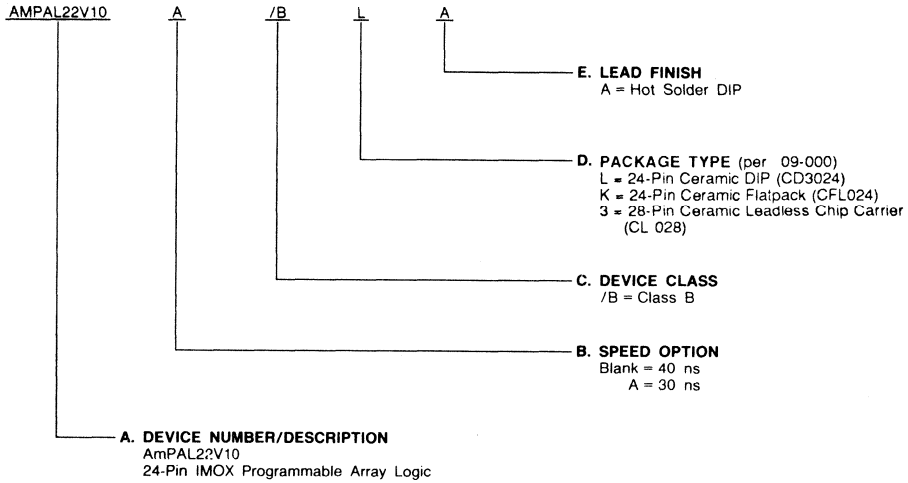 AMPAL22V10 A /B L A
E. LEAD FINISH
A = Hot Solder DIP
D. PACKAGE TYPE (per 09-000)
L = 24-Pin Ceramic DIP (CD3024)
K = 24-Pin Ceramic Flatpack (CFL024)
3 = 28-Pin Ceramic Leadless Chip Carrier
(CL 028)
C. DEVICE CLASS
/B = Class B
B. SPEED OPTION
Blank = 40 ns
A = 30 ns
A. DEVICE NUMBER/DESCRIPTION
AmPAL22V10
24-Pin IMOX Programmable Array Logic